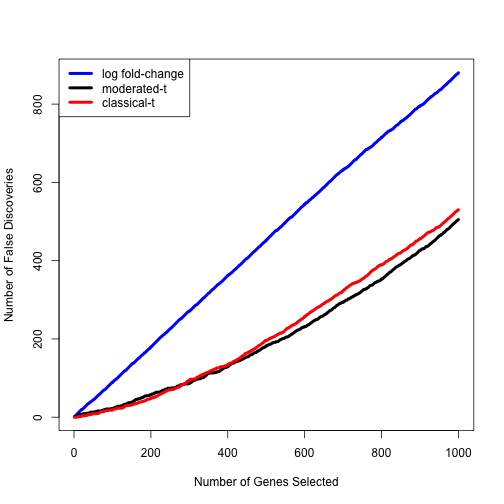 log fold-change
moderated-t
classical-t
Number of False Discoveries
800
600
400
200
0
0 200 400 600 800 1000
Number of Genes Selected